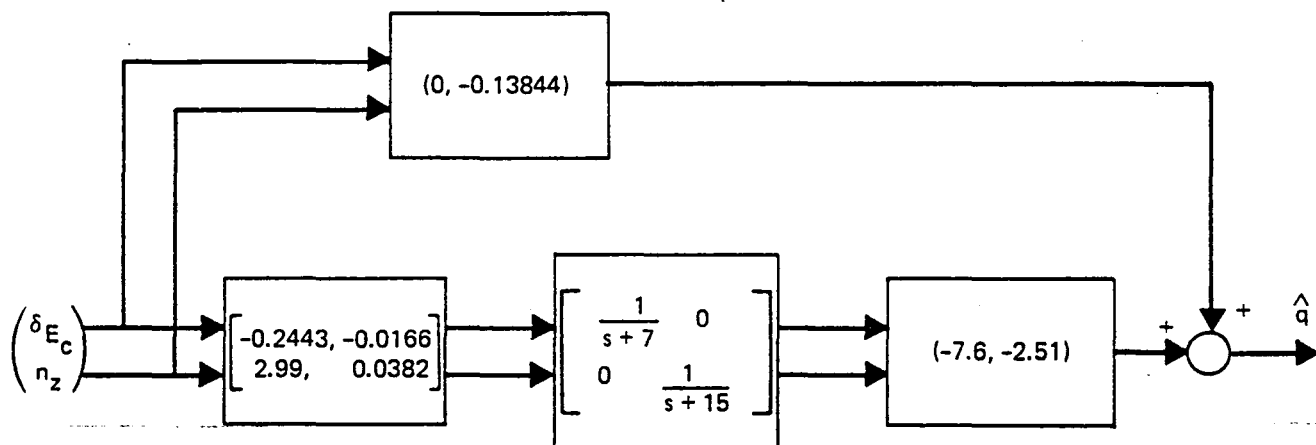 (0, -0.13844)
(δ_E_c
n_z)
[-0.2443, -0.0166
2.99, 0.0382]
[1/(s + 7) 0
0 1/(s + 15)]
(-7.6, -2.51)
+
+
q̂